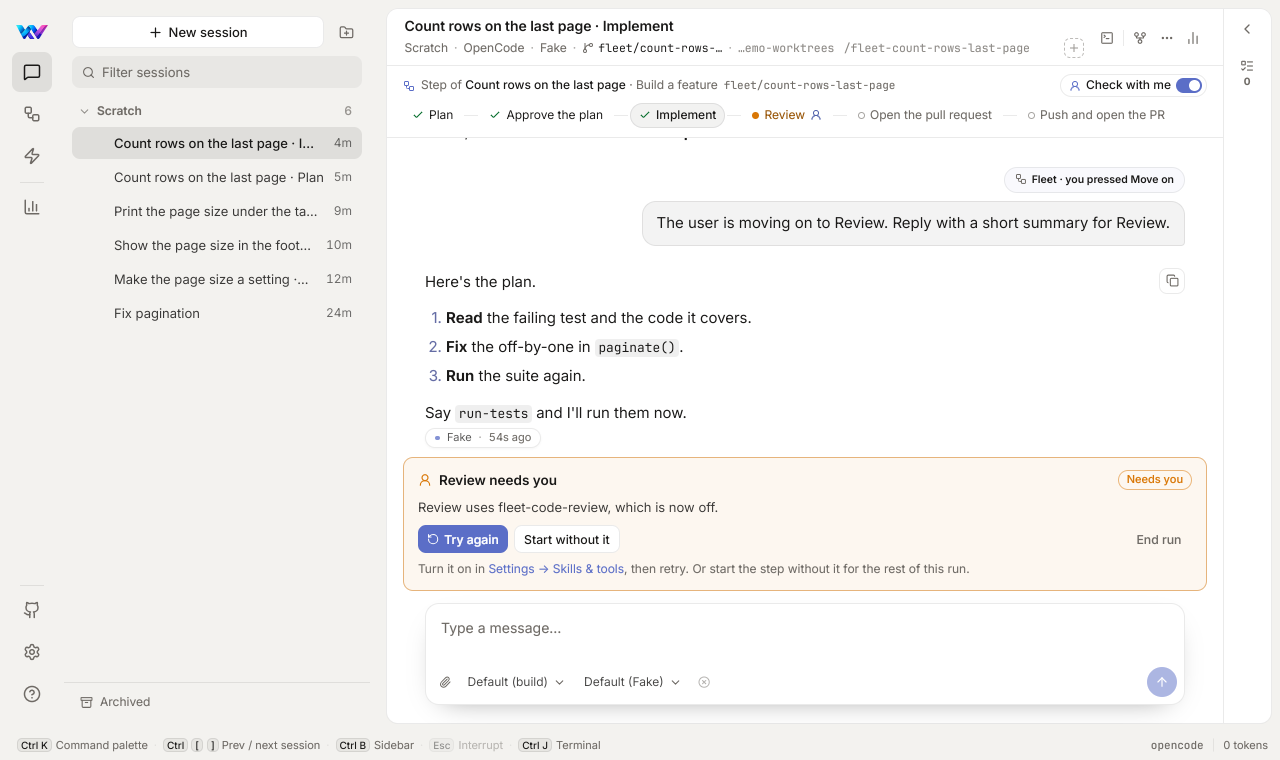 New session
Filter sessions
Scratch 6
Count rows on the last page · I... 4m
Count rows on the last page · Plan 5m
Print the page size under the ta... 9m
Show the page size in the foot... 10m
Make the page size a setting ·... 12m
Fix pagination 24m
Archived
Count rows on the last page · Implement
Scratch · OpenCode · Fake · fleet/count-rows-… · …emo-worktrees /fleet-count-rows-last-page
Step of Count rows on the last page · Build a feature fleet/count-rows-last-page
Check with me
Plan
Approve the plan
Implement
Review
Open the pull request
Push and open the PR
0
Fleet · you pressed Move on
The user is moving on to Review. Reply with a short summary for Review.
Here's the plan.
1. Read the failing test and the code it covers.
2. Fix the off-by-one in paginate().
3. Run the suite again.
Say run-tests and I'll run them now.
Fake · 54s ago
Review needs you
Needs you
Review uses fleet-code-review, which is now off.
Try again
Start without it
End run
Turn it on in Settings → Skills & tools, then retry. Or start the step without it for the rest of this run.
Type a message...
Default (build)
Default (Fake)
Ctrl K Command palette · Ctrl [ ] Prev / next session · Ctrl B Sidebar · Esc Interrupt · Ctrl J Terminal
opencode
0 tokens